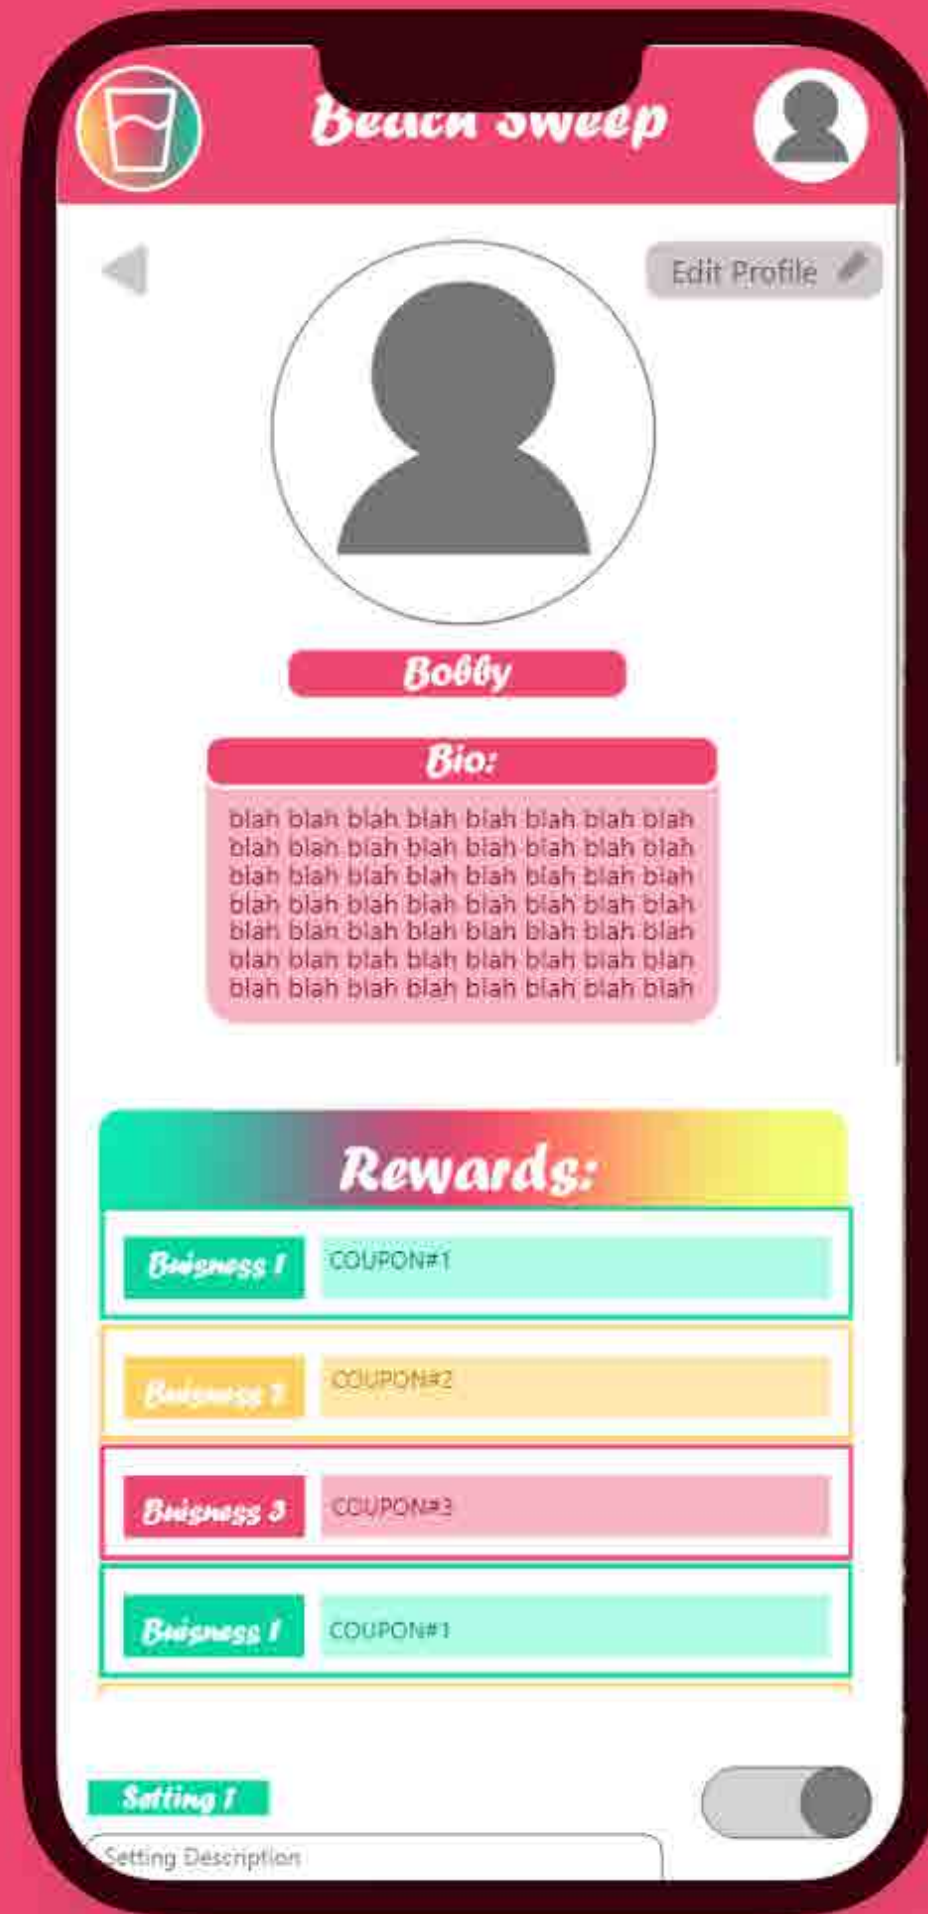 Beach Sweep
Edit Profile
Bobby
Bio:
blah blah blah blah blah blah blah blah
blah blah blah blah blah blah blah blah
blah blah blah blah blah blah blah blah
blah blah blah blah blah blah blah blah
blah blah blah blah blah blah blah blah
blah blah blah blah blah blah blah blah
blah blah blah blah blah blah blah blah
Rewards:
Buisness 1
COUPON#1
Buisness 2
COUPON#2
Buisness 3
COUPON#3
Buisness 1
COUPON#1
Setting 1
Setting Description